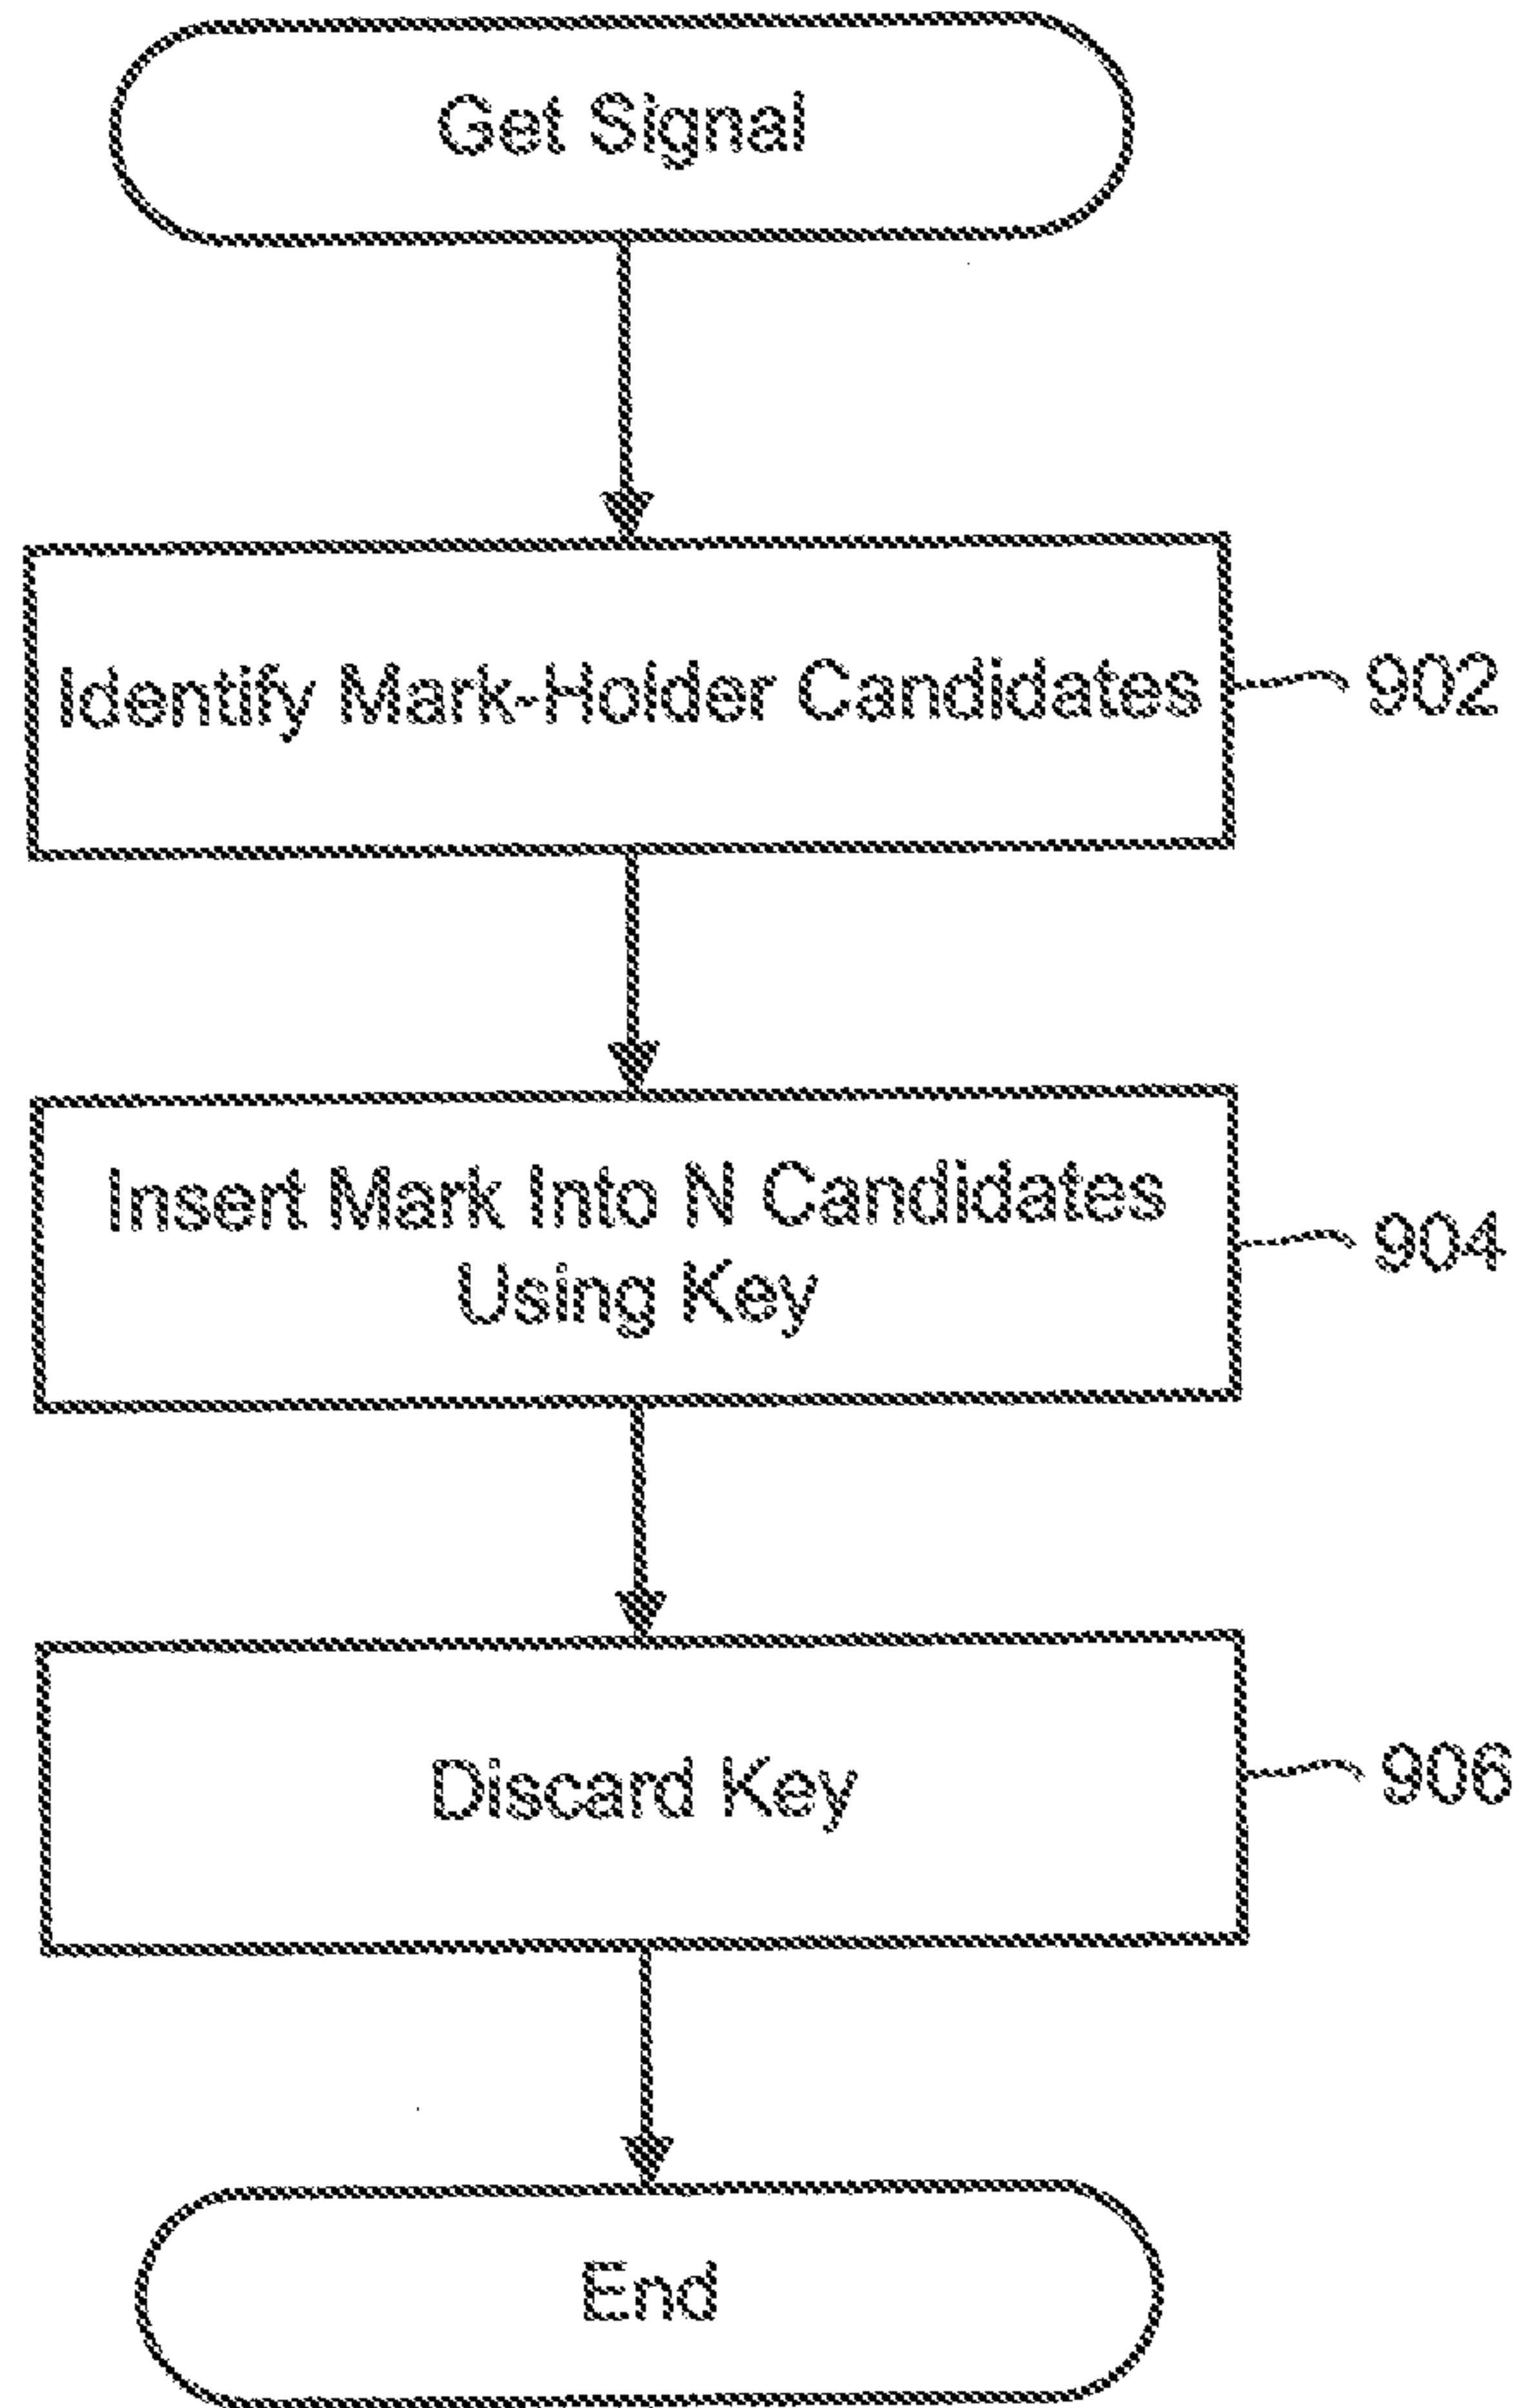 Get Signal
Identify Mark-Holder Candidates
902
Insert Mark Into N Candidates
Using Key
904
Discard Key
906
End